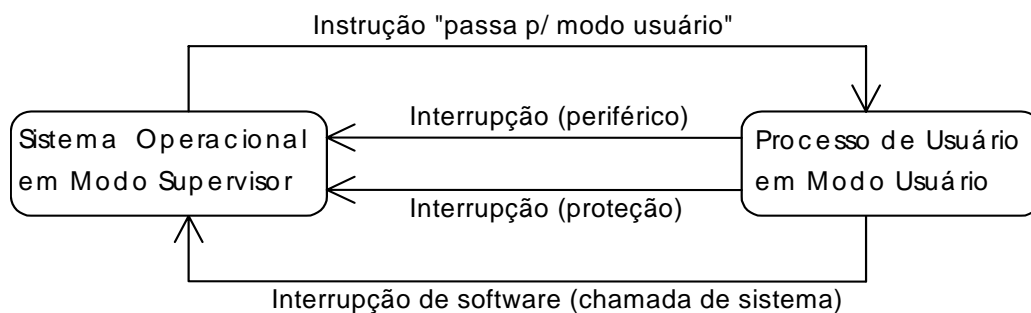 Instrução "passa p/ modo usuário"
Interrupção (periférico)
Sistema Operacional
em Modo Supervisor
Processo de Usuário
em Modo Usuário
Interrupção (proteção)
Interrupção de software (chamada de sistema)